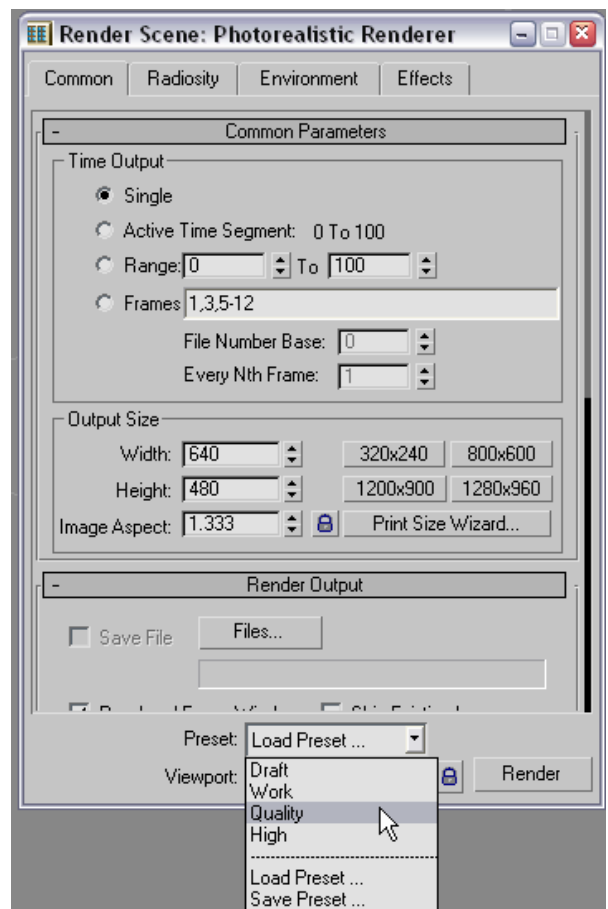 Render Scene: Photorealistic Renderer
Common Radiosity Environment Effects
- Common Parameters
Time Output
Single
Active Time Segment: 0 To 100
Range: 0 To 100
Frames 1,3,5-12
File Number Base: 0
Every Nth Frame: 1
Output Size
Width: 640 320x240 800x600
Height: 480 1200x900 1280x960
Image Aspect: 1.333 Print Size Wizard...
- Render Output
Save File Files...
Preset: Load Preset ...
Viewport: Render
Draft
Work
Quality
High
Load Preset ...
Save Preset ...